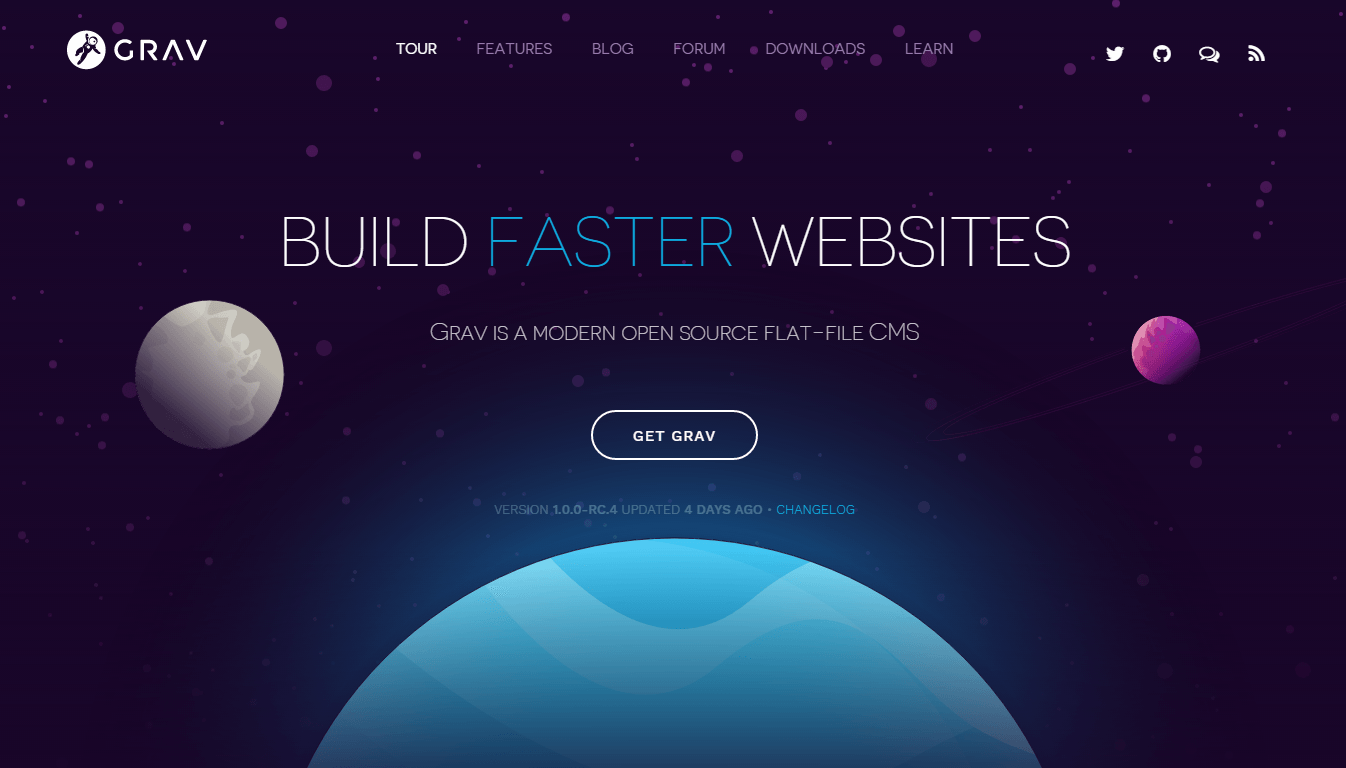 GRAV
TOUR FEATURES BLOG FORUM DOWNLOADS LEARN
BUILD FASTER WEBSITES
GRAV IS A MODERN OPEN SOURCE FLAT-FILE CMS
GET GRAV
VERSION 1.0.0-RC.4 UPDATED 4 DAYS AGO • CHANGELOG